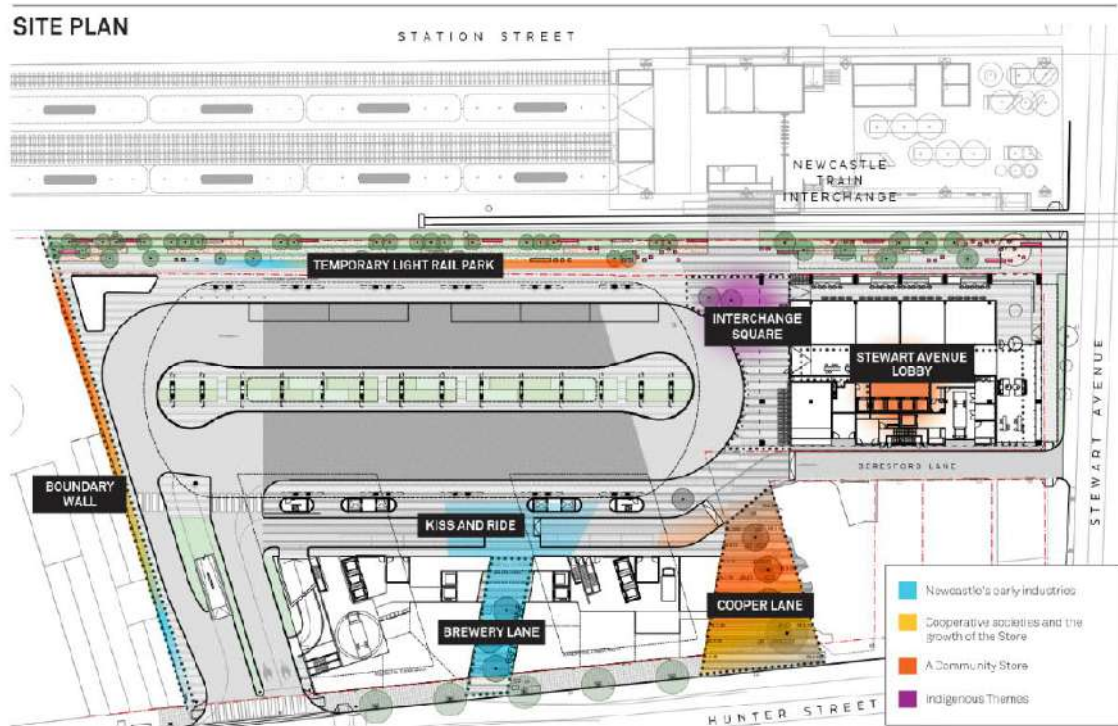 SITE PLAN
STATION STREET
NEWCASTLE
TRAIN
INTERCHANGE
TEMPORARY LIGHT RAIL PARK
INTERCHANGE
SQUARE
STEWART AVENUE
LOBBY
BERESFORD LANE
STEWART AVENUE
BOUNDARY
WALL
KISS AND RIDE
BREWERY LANE
COOPER LANE
HUNTER STREET
Newcastle's early industries
Cooperative societies and the
growth of the Store
A Community Store
Indigenous Themes